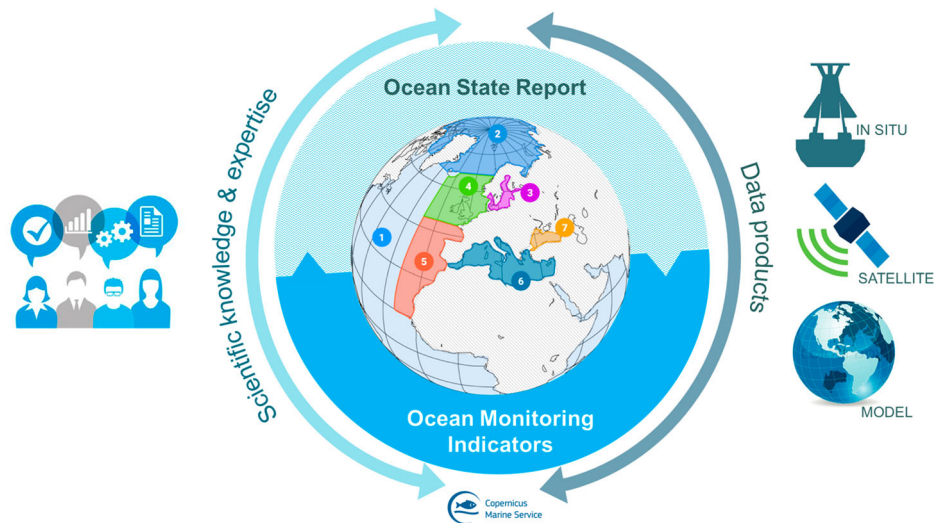 Ocean State Report
Scientific knowledge & expertise
Data products
IN SITU
SATELLITE
MODEL
2
4
3
1
7
5
6
Ocean Monitoring
Indicators
Copernicus
Marine Service